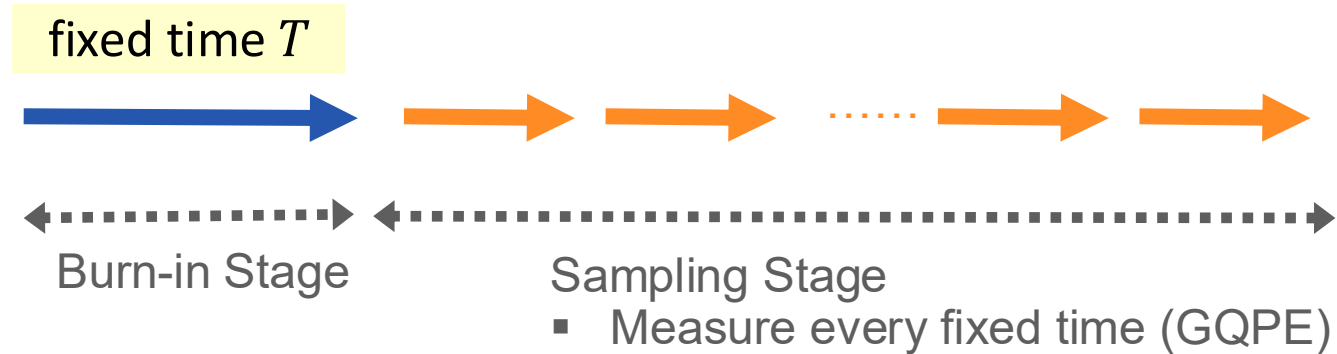 fixed time T
Burn-in Stage
Sampling Stage
▪ Measure every fixed time (GQPE)